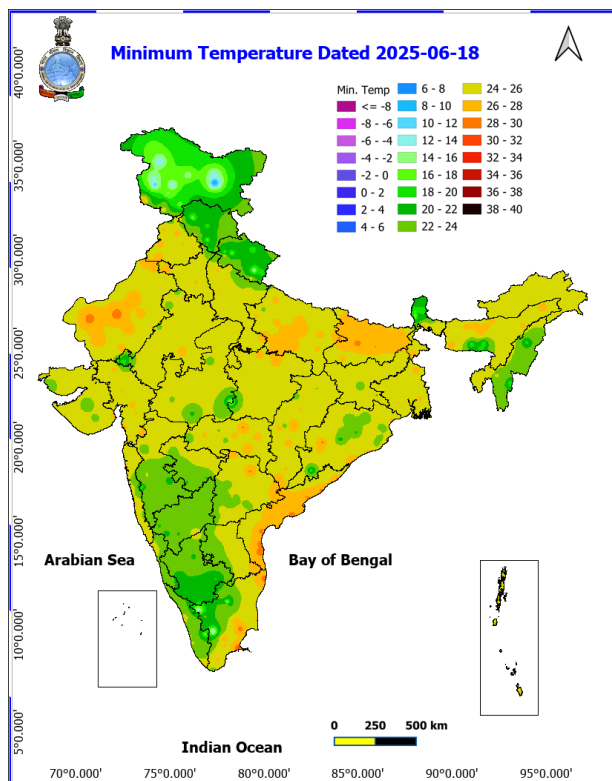 Minimum Temperature Dated 2025-06-18
Min. Temp
<= -8
-8 - -6
-6 - -4
-4 - -2
-2 - 0
0 - 2
2 - 4
4 - 6
6 - 8
8 - 10
10 - 12
12 - 14
14 - 16
16 - 18
18 - 20
20 - 22
22 - 24
24 - 26
26 - 28
28 - 30
30 - 32
32 - 34
34 - 36
36 - 38
38 - 40
40°0.000'
35°0.000'
30°0.000'
25°0.000'
20°0.000'
15°0.000'
10°0.000'
5°0.000'
Arabian Sea
Bay of Bengal
Indian Ocean
0 250 500 km
70°0.000' 75°0.000' 80°0.000' 85°0.000' 90°0.000' 95°0.000'